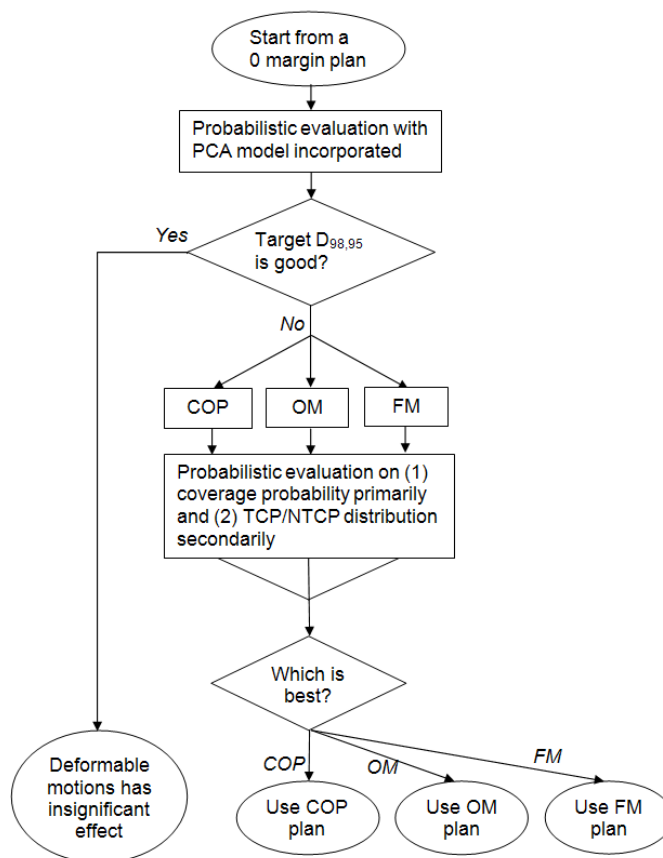 Start from a
0 margin plan
Probabilistic evaluation with
PCA model incorporated
Yes
Target D98,95
is good?
No
COP
OM
FM
Probabilistic evaluation on (1)
coverage probability primarily
and (2) TCP/NTCP distribution
secondarily
Which is
best?
COP
OM
FM
Deformable
motions has
insignificant
effect
Use COP
plan
Use OM
plan
Use FM
plan